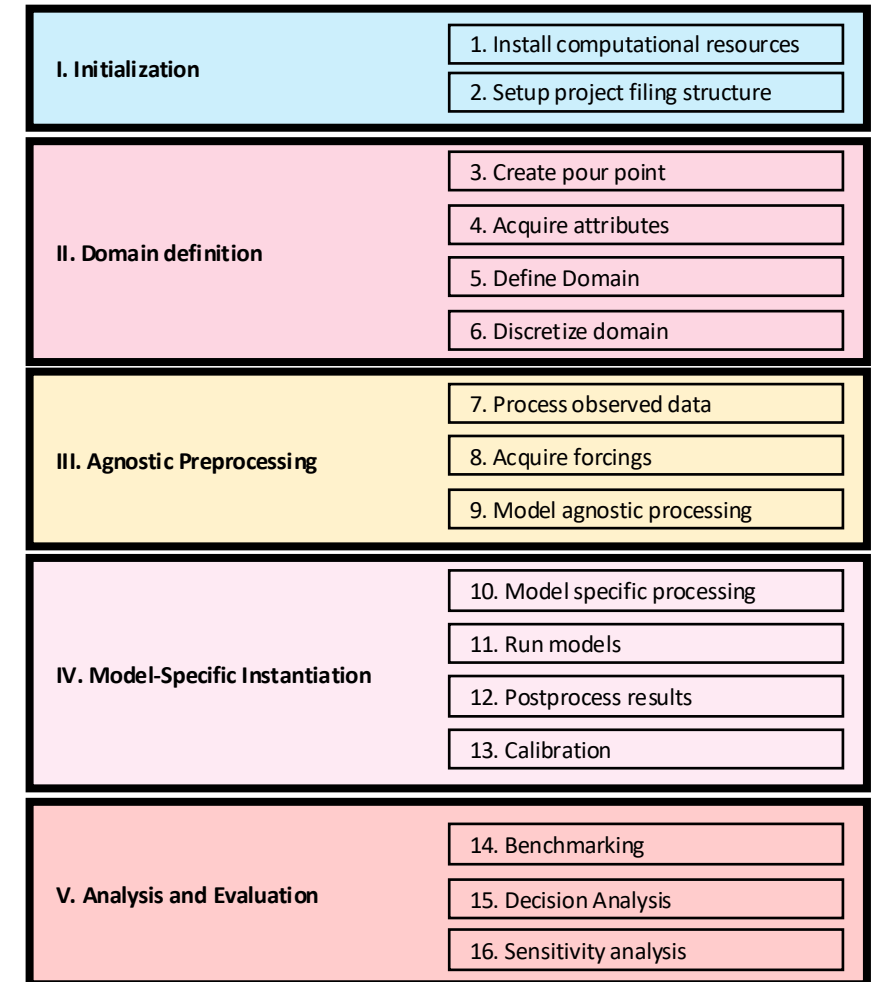 I. Initialization
1. Install computational resources
2. Setup project filing structure
II. Domain definition
3. Create pour point
4. Acquire attributes
5. Define Domain
6. Discretize domain
III. Agnostic Preprocessing
7. Process observed data
8. Acquire forcings
9. Model agnostic processing
IV. Model-Specific Instantiation
10. Model specific processing
11. Run models
12. Postprocess results
13. Calibration
V. Analysis and Evaluation
14. Benchmarking
15. Decision Analysis
16. Sensitivity analysis